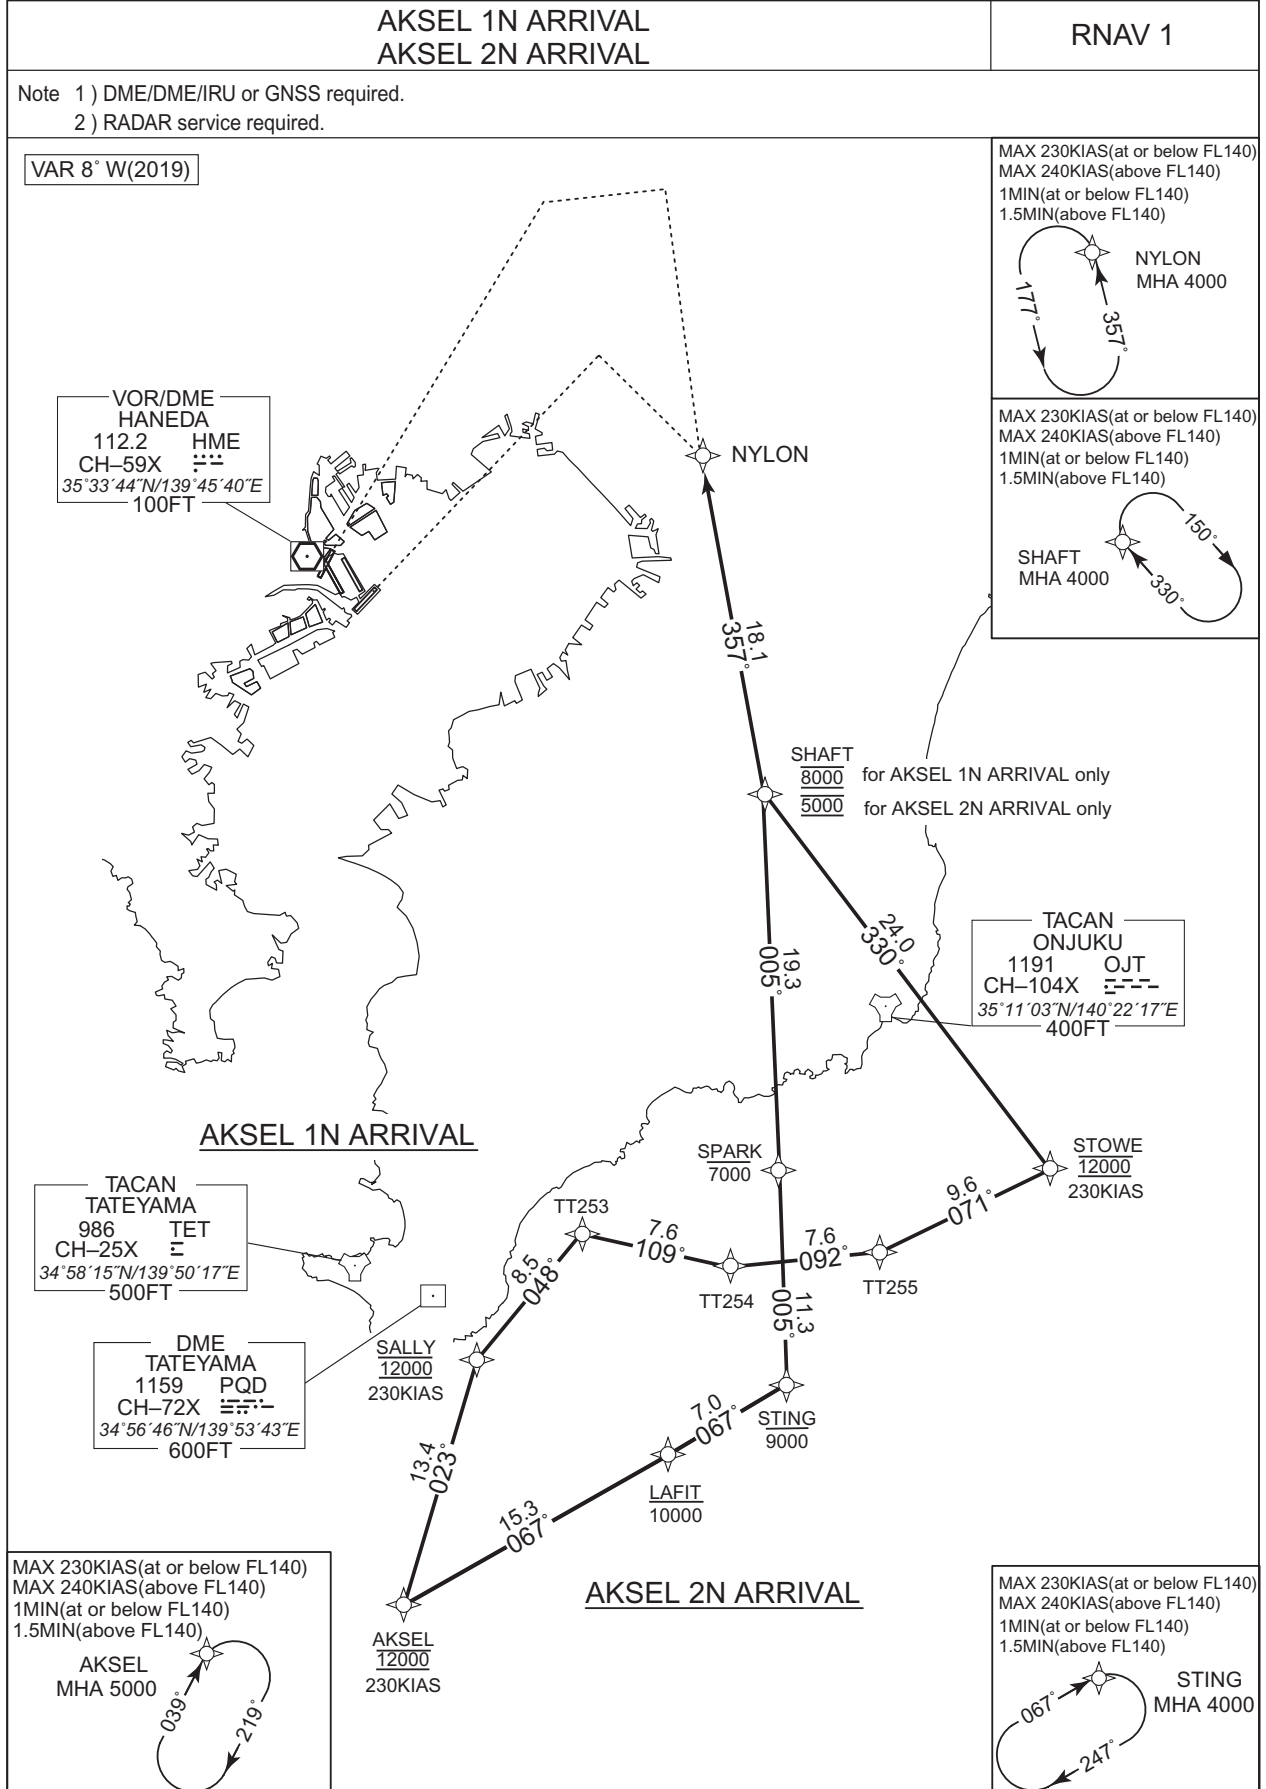 AKSEL 1N ARRIVAL
AKSEL 2N ARRIVAL
RNAV 1
Note 1 ) DME/DME/IRU or GNSS required.
2 ) RADAR service required.
VAR 8° W(2019)
MAX 230KIAS(at or below FL140)
MAX 240KIAS(above FL140)
1MIN(at or below FL140)
1.5MIN(above FL140)
NYLON
MHA 4000
177°
357°
MAX 230KIAS(at or below FL140)
MAX 240KIAS(above FL140)
1MIN(at or below FL140)
1.5MIN(above FL140)
SHAFT
MHA 4000
150°
330°
VOR/DME
HANEDA
112.2 HME
CH–59X
35°33´44˝N/139°45´40˝E
100FT
NYLON
18.1
357°
SHAFT
8000 for AKSEL 1N ARRIVAL only
5000 for AKSEL 2N ARRIVAL only
24.0
330°
19.3
005°
TACAN
ONJUKU
1191 OJT
CH–104X
35°11´03˝N/140°22´17˝E
400FT
AKSEL 1N ARRIVAL
SPARK
7000
STOWE
12000
230KIAS
TACAN
TATEYAMA
986 TET
CH–25X
34°58´15˝N/139°50´17˝E
500FT
TT253
7.6
109°
7.6
092°
9.6
071°
8.5
048°
TT254
TT255
11.3
005°
DME
TATEYAMA
1159 PQD
CH–72X
34°56´46˝N/139°53´43˝E
600FT
SALLY
12000
230KIAS
7.0
067°
STING
9000
13.4
023°
LAFIT
10000
15.3
067°
AKSEL 2N ARRIVAL
AKSEL
12000
230KIAS
MAX 230KIAS(at or below FL140)
MAX 240KIAS(above FL140)
1MIN(at or below FL140)
1.5MIN(above FL140)
AKSEL
MHA 5000
039°
219°
MAX 230KIAS(at or below FL140)
MAX 240KIAS(above FL140)
1MIN(at or below FL140)
1.5MIN(above FL140)
STING
MHA 4000
067°
247°